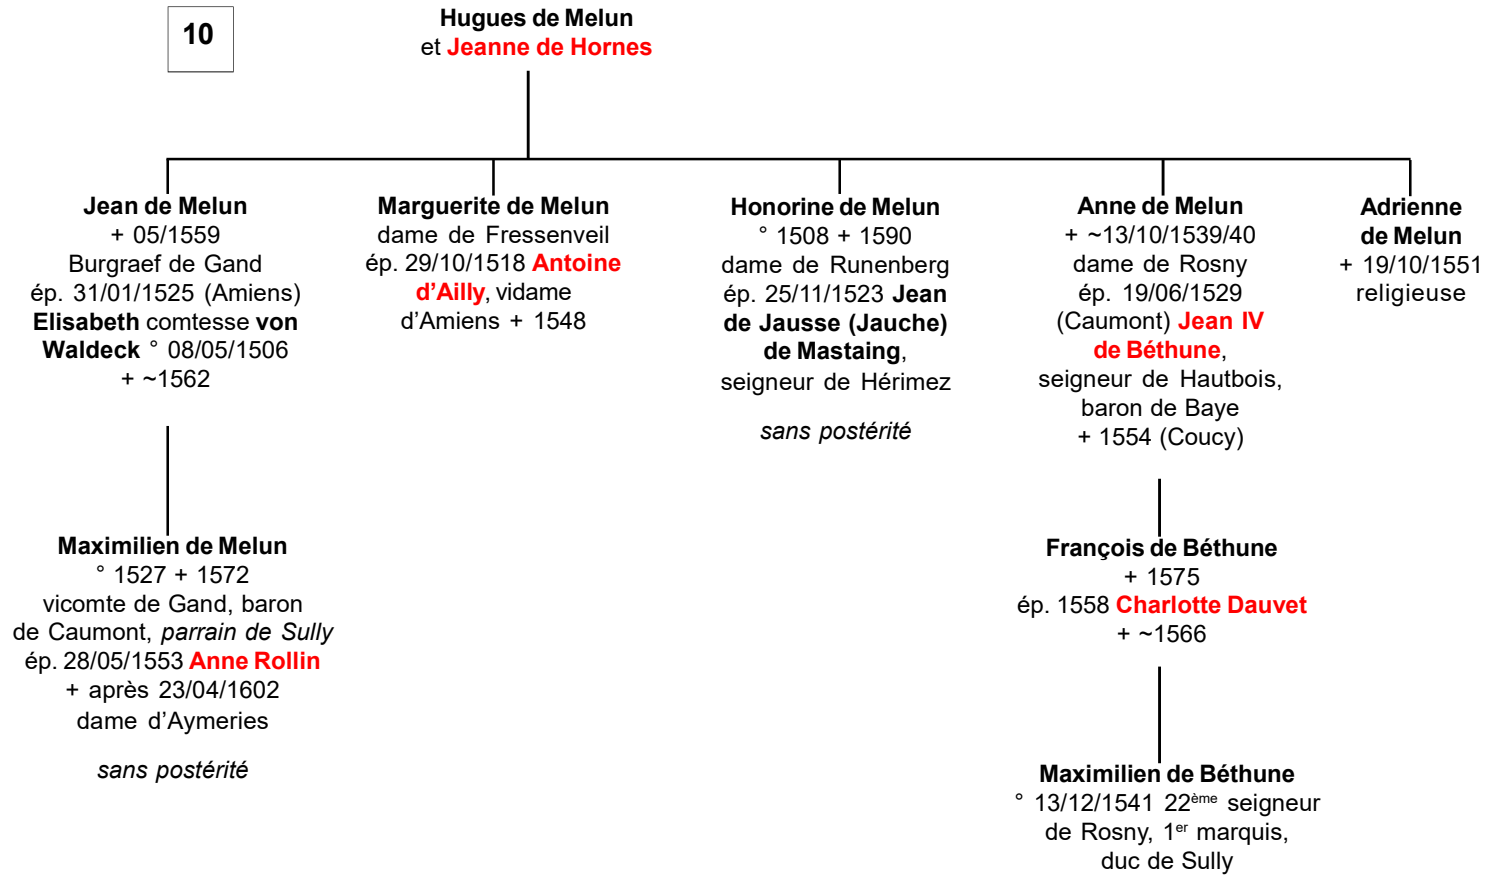 10
Hugues de Melun
et Jeanne de Hornes
Jean de Melun
+ 05/1559
Burgraef de Gand
ép. 31/01/1525 (Amiens)
Elisabeth comtesse von
Waldeck ° 08/05/1506
+ ~1562
Marguerite de Melun
dame de Fressenveil
ép. 29/10/1518 Antoine
d’Ailly, vidame
d’Amiens + 1548
Honorine de Melun
° 1508 + 1590
dame de Runenberg
ép. 25/11/1523 Jean
de Jausse (Jauche)
de Mastaing,
seigneur de Hérimez
sans postérité
Anne de Melun
+ ~13/10/1539/40
dame de Rosny
ép. 19/06/1529
(Caumont) Jean IV
de Béthune,
seigneur de Hautbois,
baron de Baye
+ 1554 (Coucy)
Adrienne
de Melun
+ 19/10/1551
religieuse
Maximilien de Melun
° 1527 + 1572
vicomte de Gand, baron
de Caumont, parrain de Sully
ép. 28/05/1553 Anne Rollin
+ après 23/04/1602
dame d’Aymeries
sans postérité
François de Béthune
+ 1575
ép. 1558 Charlotte Dauvet
+ ~1566
Maximilien de Béthune
° 13/12/1541 22ème seigneur
de Rosny, 1er marquis,
duc de Sully